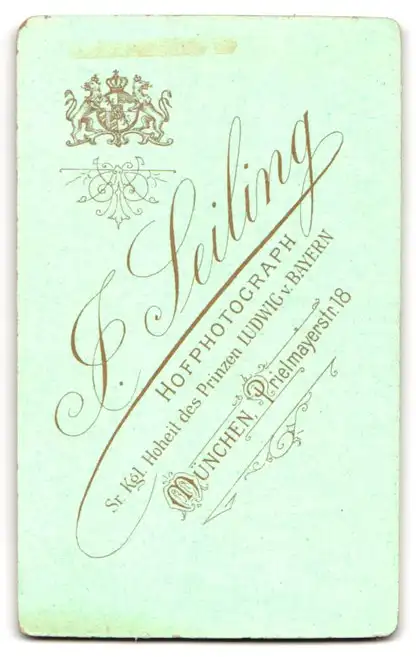 J. Seiling
HOFPHOTOGRAPH
Sr. Kgl. Hoheit des Prinzen LUDWIG v. BAYERN
MÜNCHEN, Prielmayerstr. 18